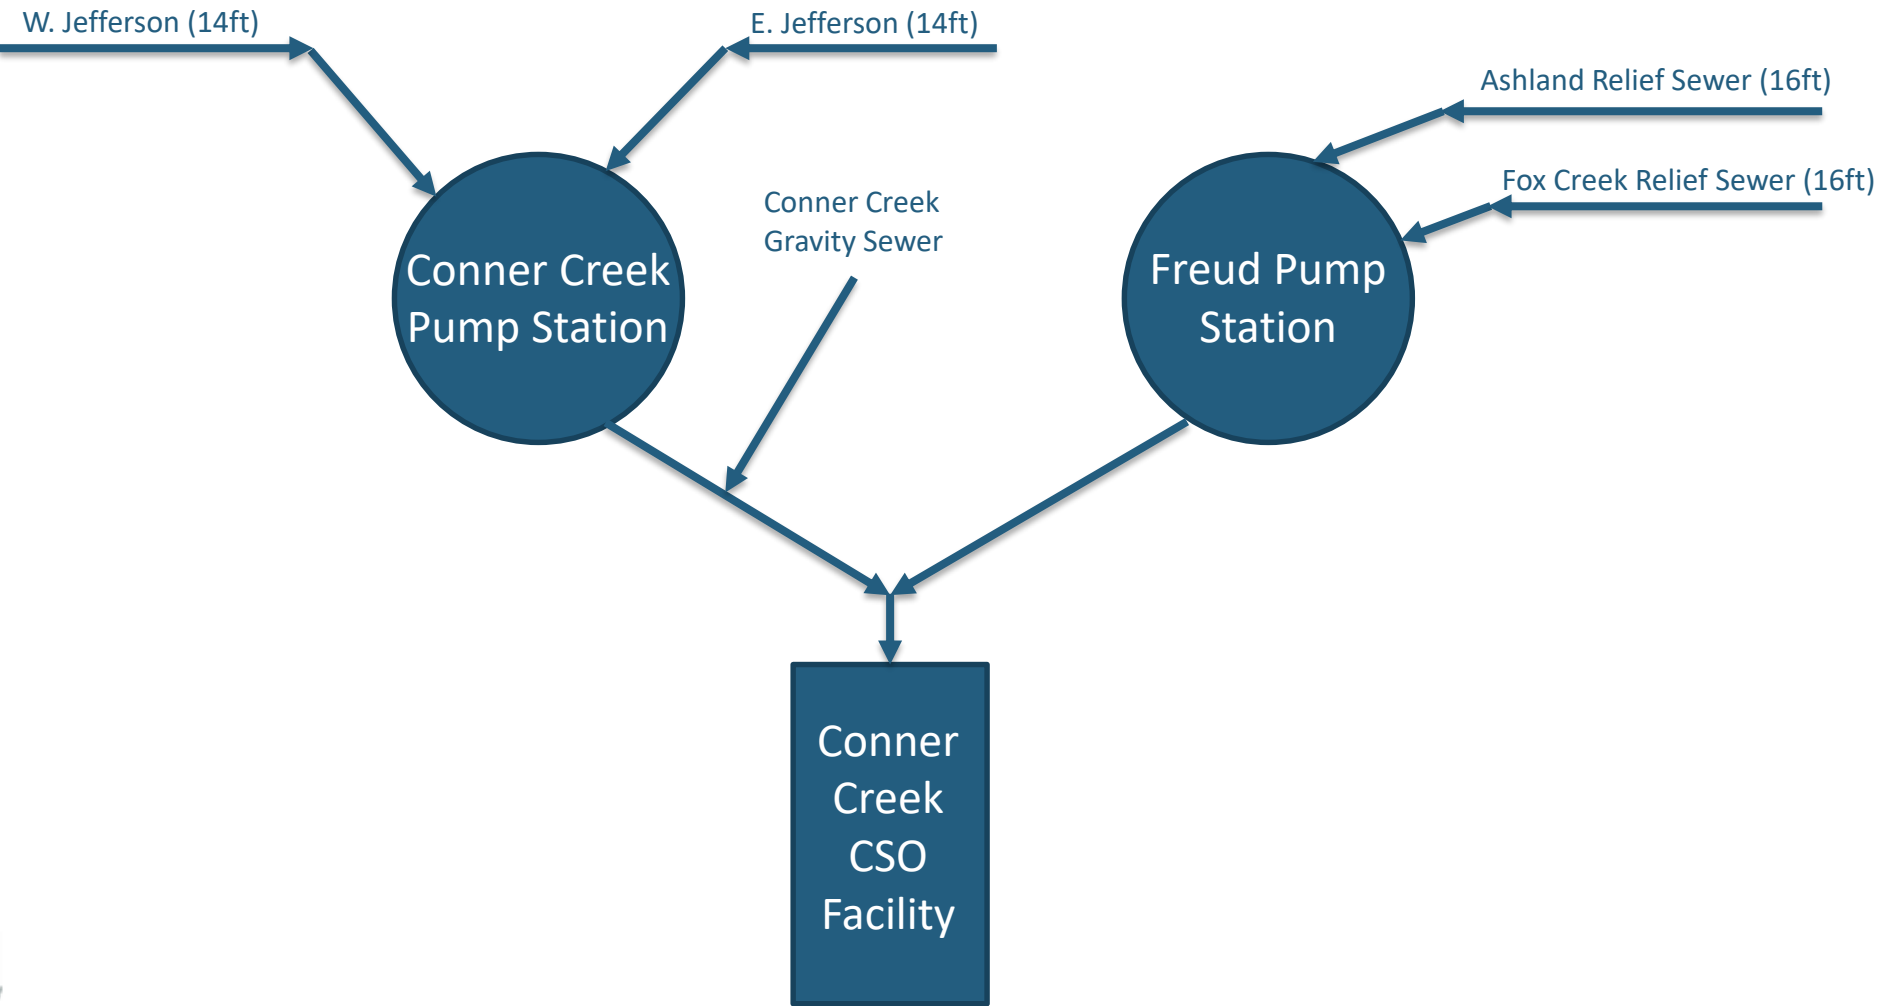 W. Jefferson (14ft)
E. Jefferson (14ft)
Ashland Relief Sewer (16ft)
Fox Creek Relief Sewer (16ft)
Conner Creek
Gravity Sewer
Conner Creek
Pump Station
Freud Pump
Station
Conner
Creek
CSO
Facility